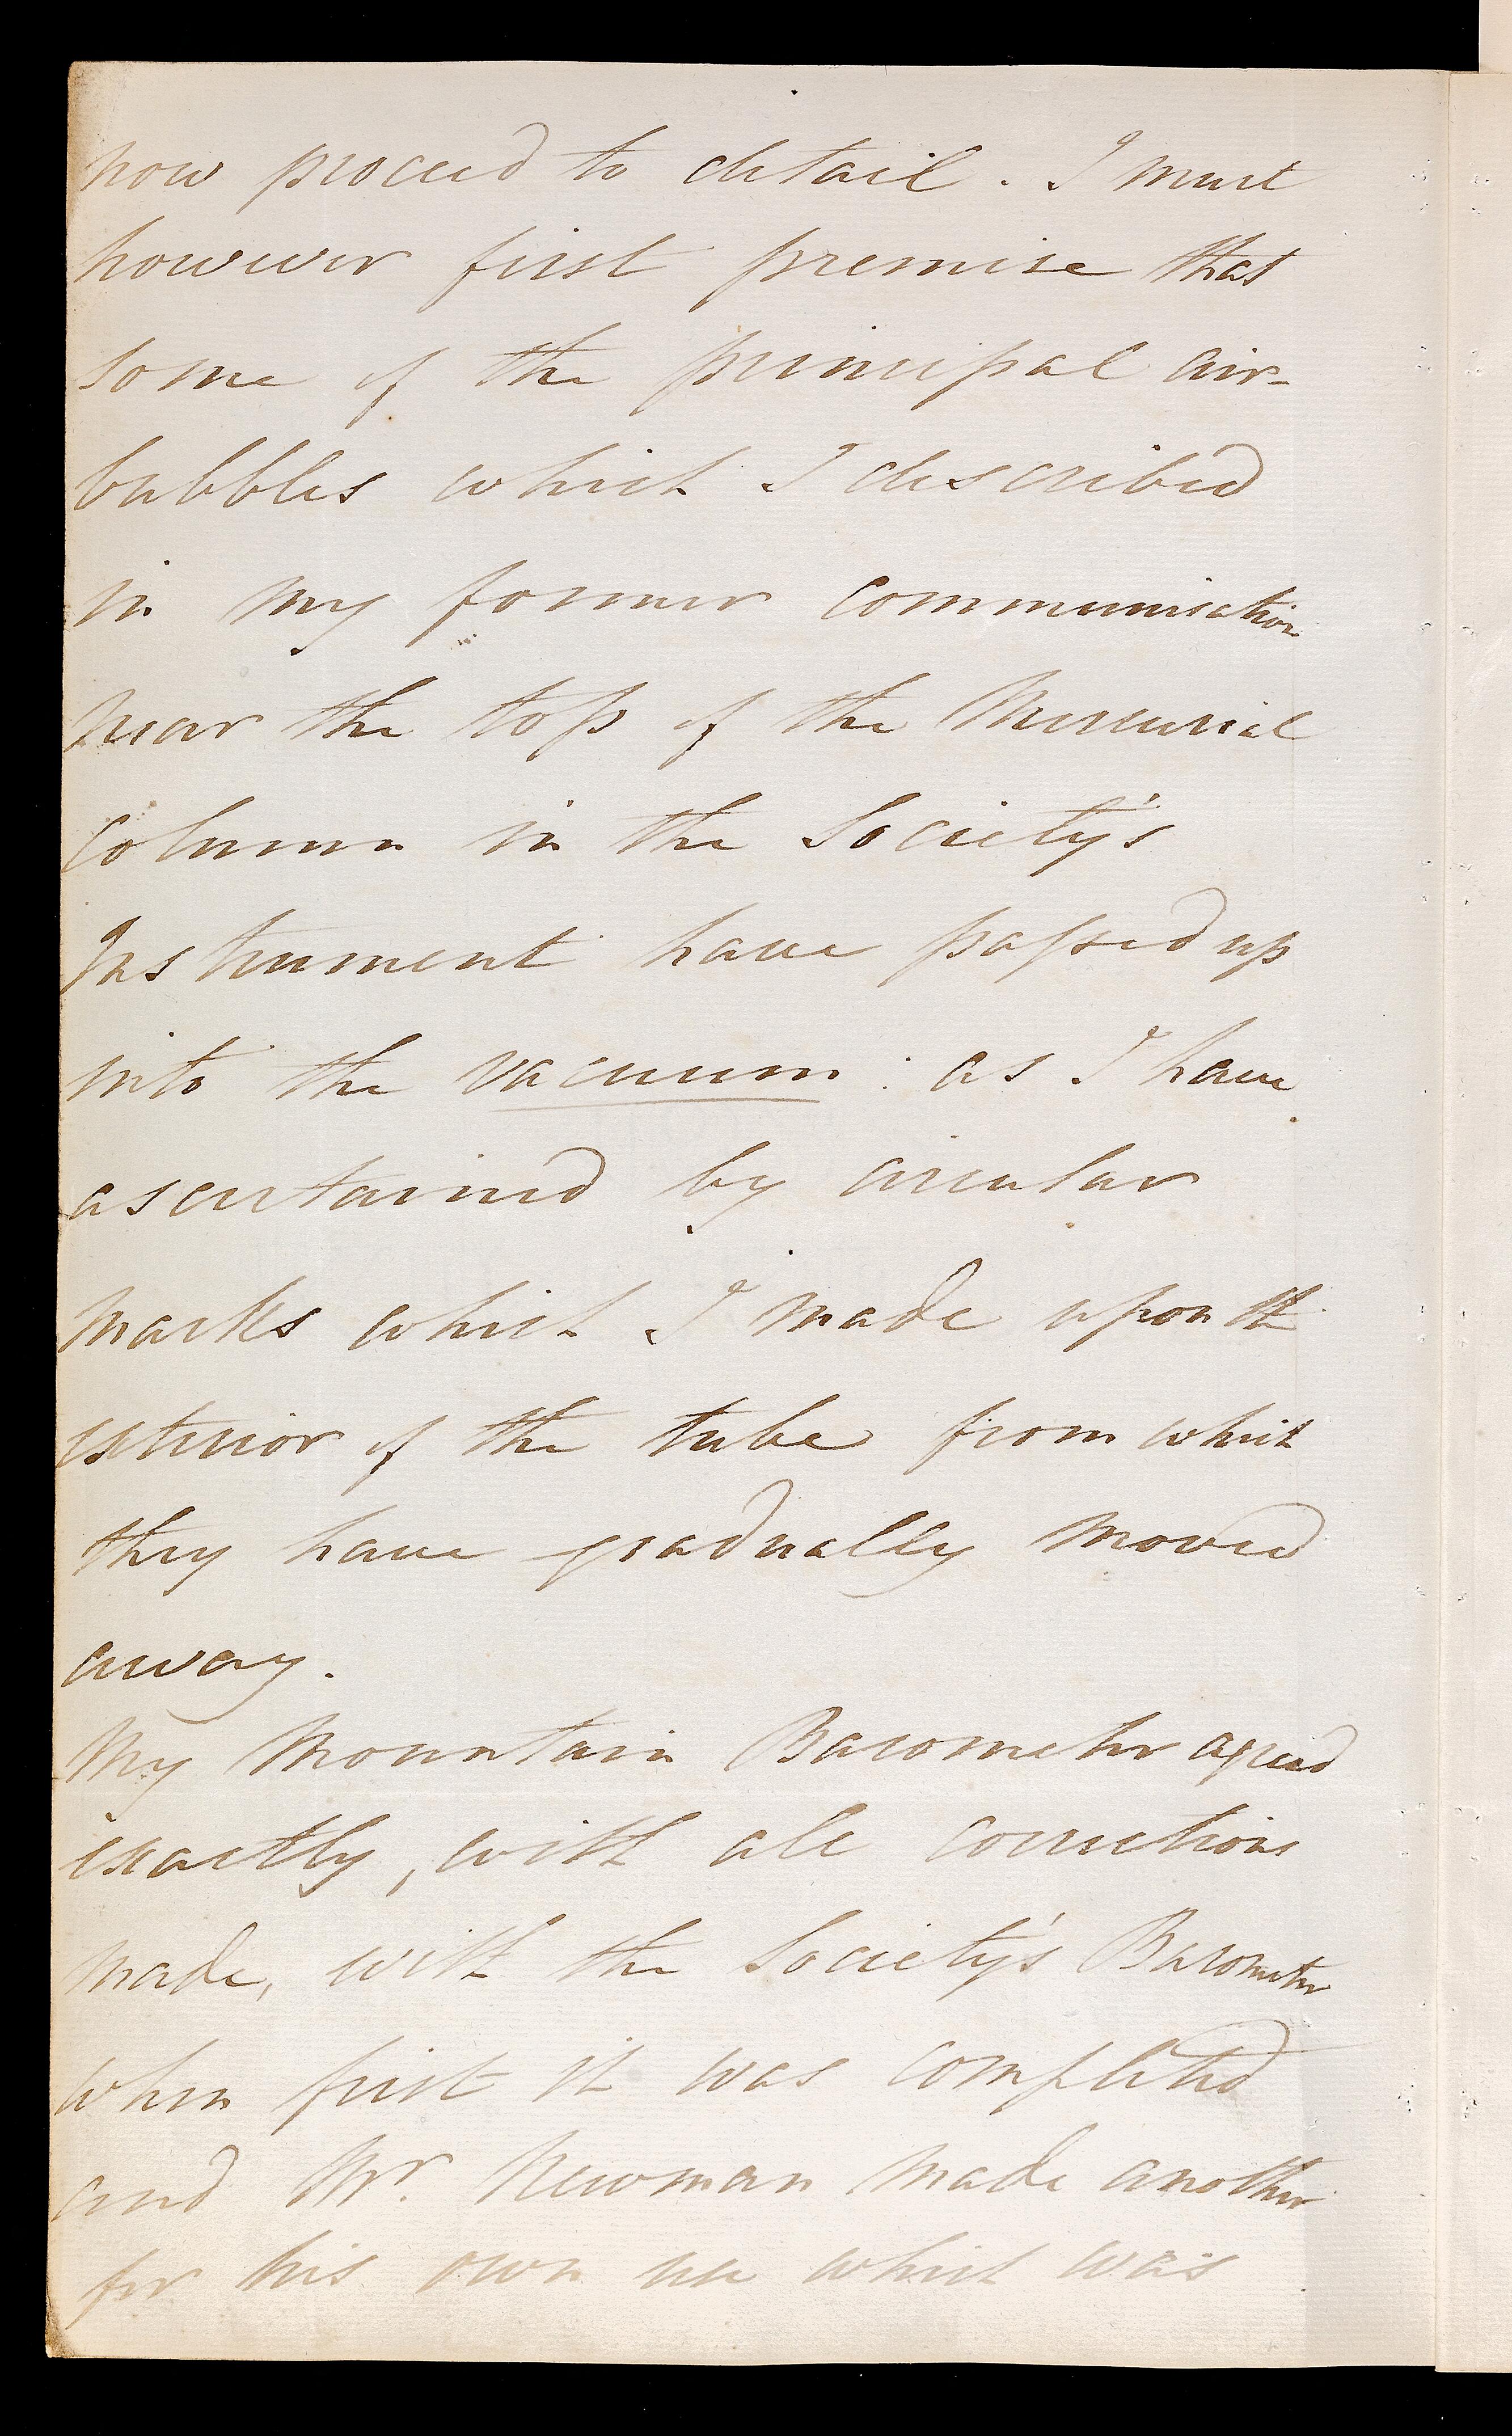 now proceed to detail. I must
however first premise that
some of the principal air-
bubbles which I described
in my former communication
near the top of the Mercurial
column in the Society's
Instrument have passed up
into the vacuum: as I have
ascertained by circular
marks which I made upon the
exterior of the tube from which
they have gradually moved
away.
My Mountain Barometer agreed
exactly, with all corrections
made, with the Society's Barometer
when first it was completed
and Mr. Newman made another
for his own use which was